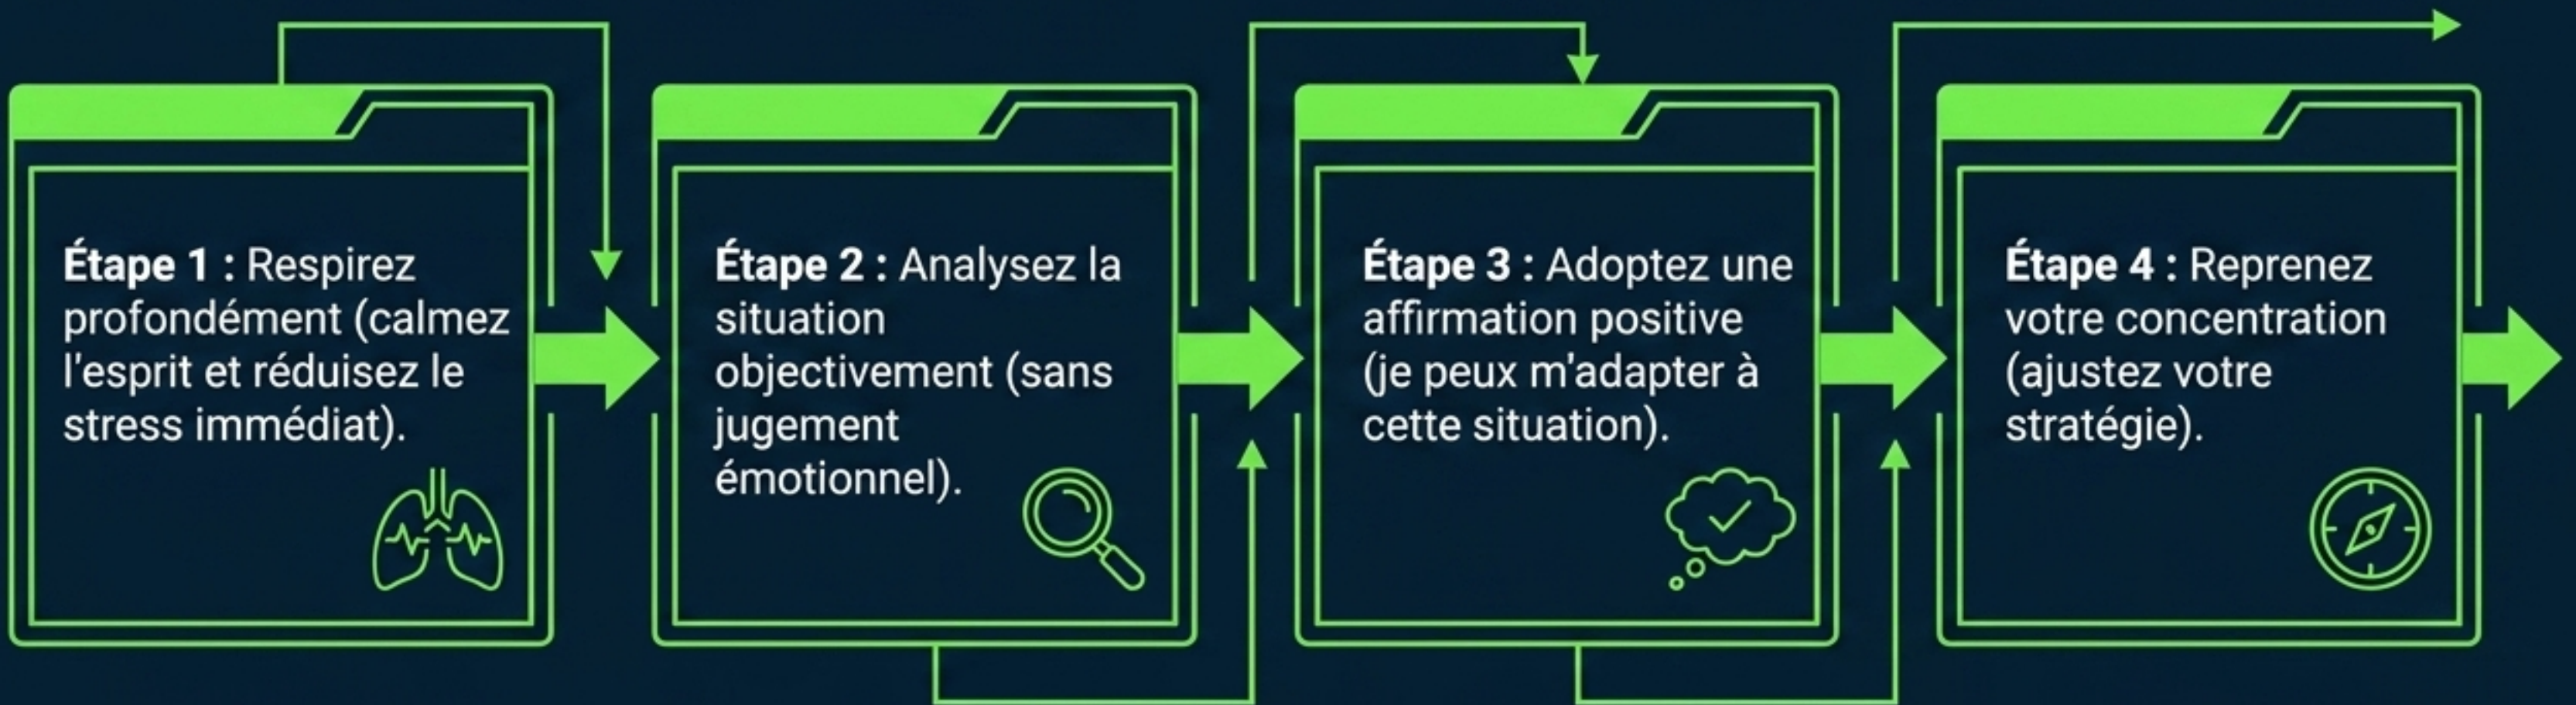 Étape 1 : Respirez
profondément (calmez
l'esprit et réduisez le
stress immédiat).
Étape 2 : Analysez la
situation
objectivement (sans
jugement
émotionnel).
Étape 3 : Adoptez une
affirmation positive
(je peux m'adapter à
cette situation).
Étape 4 : Reprenez
votre concentration
(ajustez votre
stratégie).